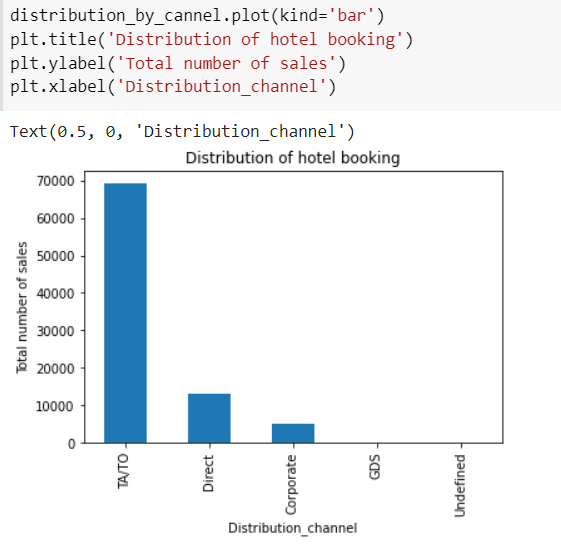 distribution_by_cannel.plot(kind='bar')
plt.title('Distribution of hotel booking')
plt.ylabel('Total number of sales')
plt.xlabel('Distribution_channel')
Text(0.5, 0, 'Distribution_channel')
Distribution of hotel booking
Total number of sales
70000
60000
50000
40000
30000
20000
10000
0
TA/TO
Direct
Corporate
GDS
Undefined
Distribution_channel